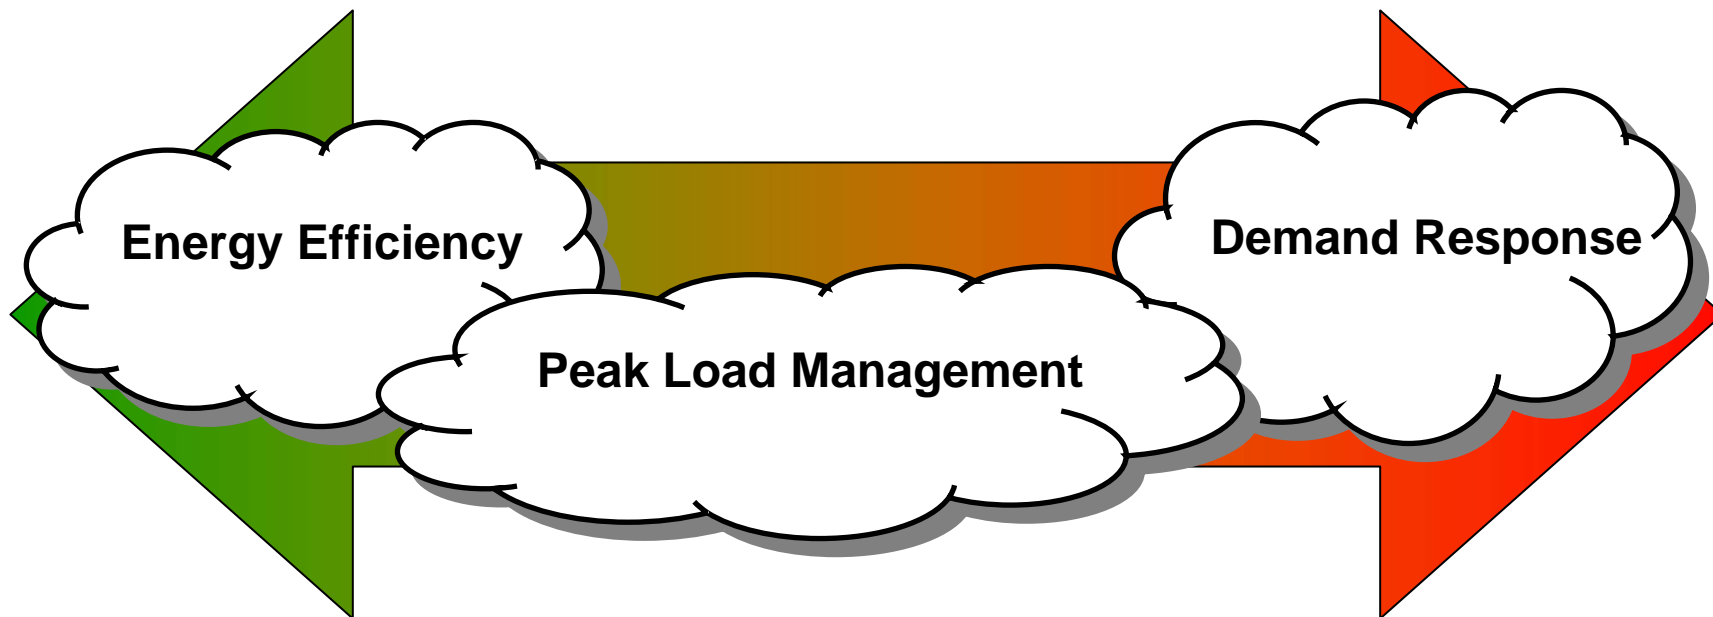 Energy Efficiency
Demand Response
Peak Load Management